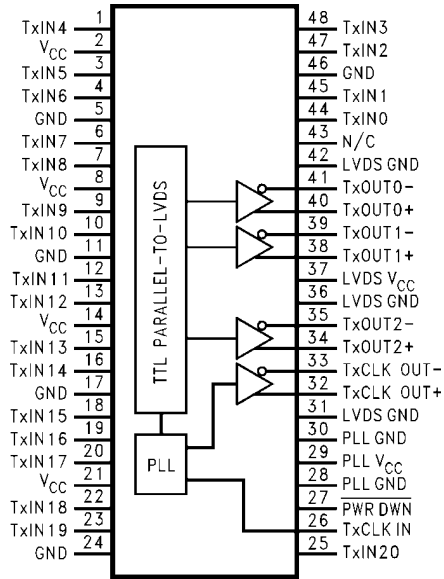 TxIN4 1
VCC 2
TxIN5 3
TxIN6 4
GND 5
TxIN7 6
TxIN8 7
VCC 8
TxIN9 9
TxIN10 10
GND 11
TxIN11 12
TxIN12 13
VCC 14
TxIN13 15
TxIN14 16
GND 17
TxIN15 18
TxIN16 19
TxIN17 20
VCC 21
TxIN18 22
TxIN19 23
GND 24
TTL PARALLEL-TO-LVDS
PLL
48 TxIN3
47 TxIN2
46 GND
45 TxIN1
44 TxIN0
43 N/C
42 LVDS GND
41 TxOUT0-
40 TxOUT0+
39 TxOUT1-
38 TxOUT1+
37 LVDS VCC
36 LVDS GND
35 TxOUT2-
34 TxOUT2+
33 TxCLK OUT-
32 TxCLK OUT+
31 LVDS GND
30 PLL GND
29 PLL VCC
28 PLL GND
27 PWR DWN
26 TxCLK IN
25 TxIN20